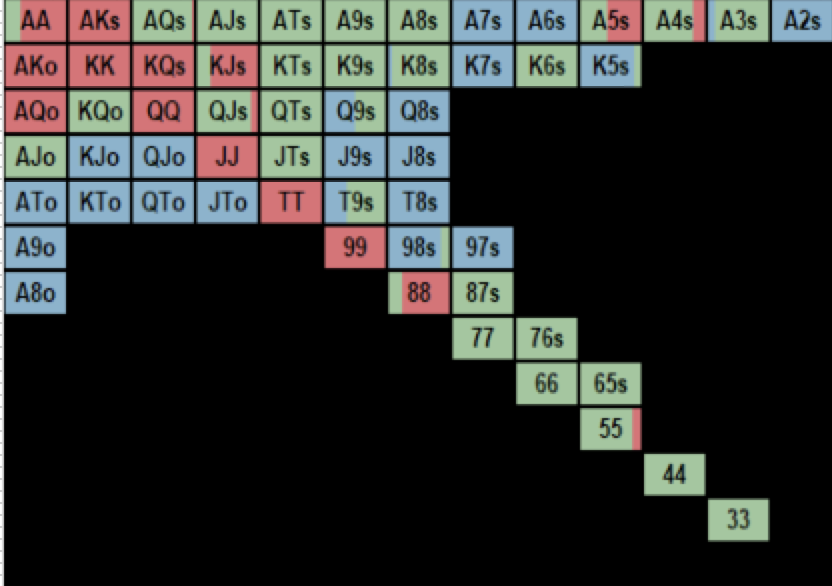 AA AKs AQs AJs ATs A9s A8s A7s A6s A5s A4s A3s A2s
AKo KK KQs KJs KTs K9s K8s K7s K6s K5s
AQo KQo QQ QJs QTs Q9s Q8s
AJo KJo QJo JJ JTs J9s J8s
ATo KTo QTo JTo TT T9s T8s
A9o 99 98s 97s
A8o 88 87s
77 76s
66 65s
55
44
33